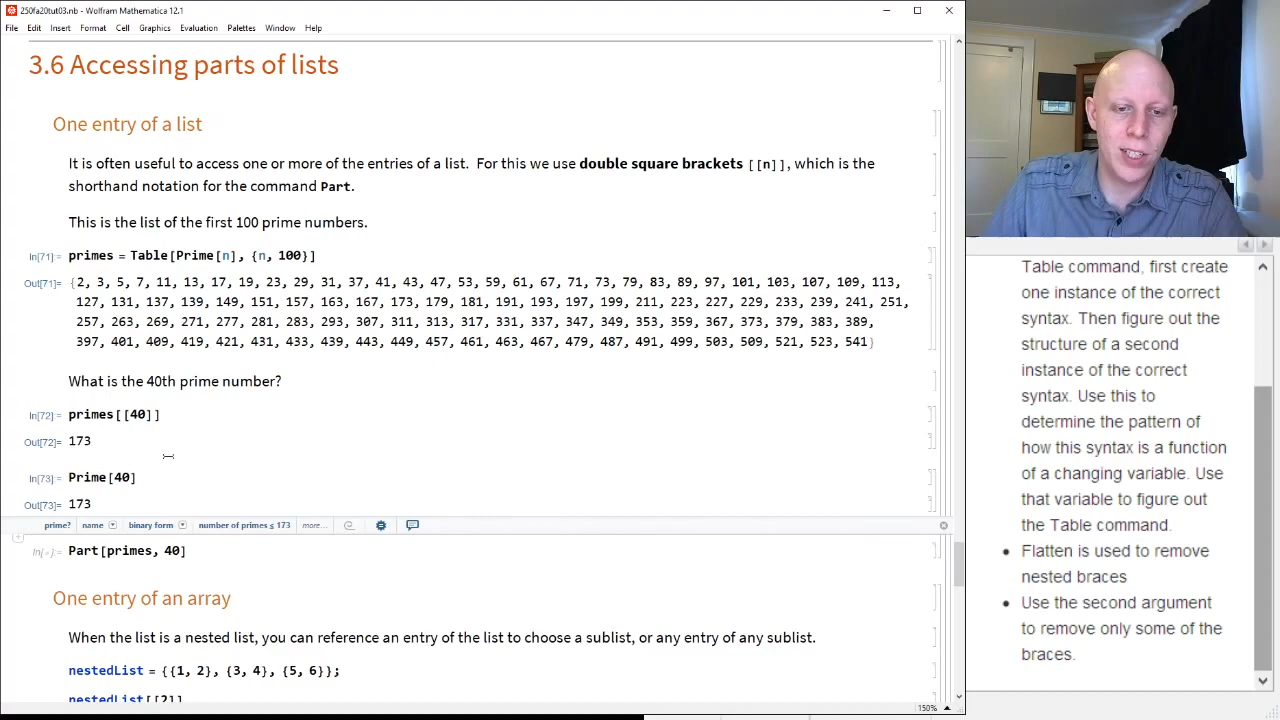 250fa20tut03.nb - Wolfram Mathematica 12.1
File Edit Insert Format Cell Graphics Evaluation Palettes Window Help
3.6 Accessing parts of lists
One entry of a list
It is often useful to access one or more of the entries of a list. For this we use double square brackets [[n]], which is the
shorthand notation for the command Part.
This is the list of the first 100 prime numbers.
In[71]:= primes = Table[Prime[n], {n, 100}]
Out[71]= {2, 3, 5, 7, 11, 13, 17, 19, 23, 29, 31, 37, 41, 43, 47, 53, 59, 61, 67, 71, 73, 79, 83, 89, 97, 101, 103, 107, 109, 113,
127, 131, 137, 139, 149, 151, 157, 163, 167, 173, 179, 181, 191, 193, 197, 199, 211, 223, 227, 229, 233, 239, 241, 251,
257, 263, 269, 271, 277, 281, 283, 293, 307, 311, 313, 317, 331, 337, 347, 349, 353, 359, 367, 373, 379, 383, 389,
397, 401, 409, 419, 421, 431, 433, 439, 443, 449, 457, 461, 463, 467, 479, 487, 491, 499, 503, 509, 521, 523, 541}
What is the 40th prime number?
In[72]:= primes[[40]]
Out[72]= 173
In[73]:= Prime[40]
Out[73]= 173
prime? name binary form number of primes ≤ 173 more...
In[∘]:= Part[primes, 40]
One entry of an array
When the list is a nested list, you can reference an entry of the list to choose a sublist, or any entry of any sublist.
nestedList = {{1, 2}, {3, 4}, {5, 6}};
nestedList[[2]]
150%
Table command, first create
one instance of the correct
syntax. Then figure out the
structure of a second
instance of the correct
syntax. Use this to
determine the pattern of
how this syntax is a function
of a changing variable. Use
that variable to figure out
the Table command.
• Flatten is used to remove
nested braces
• Use the second argument
to remove only some of the
braces.